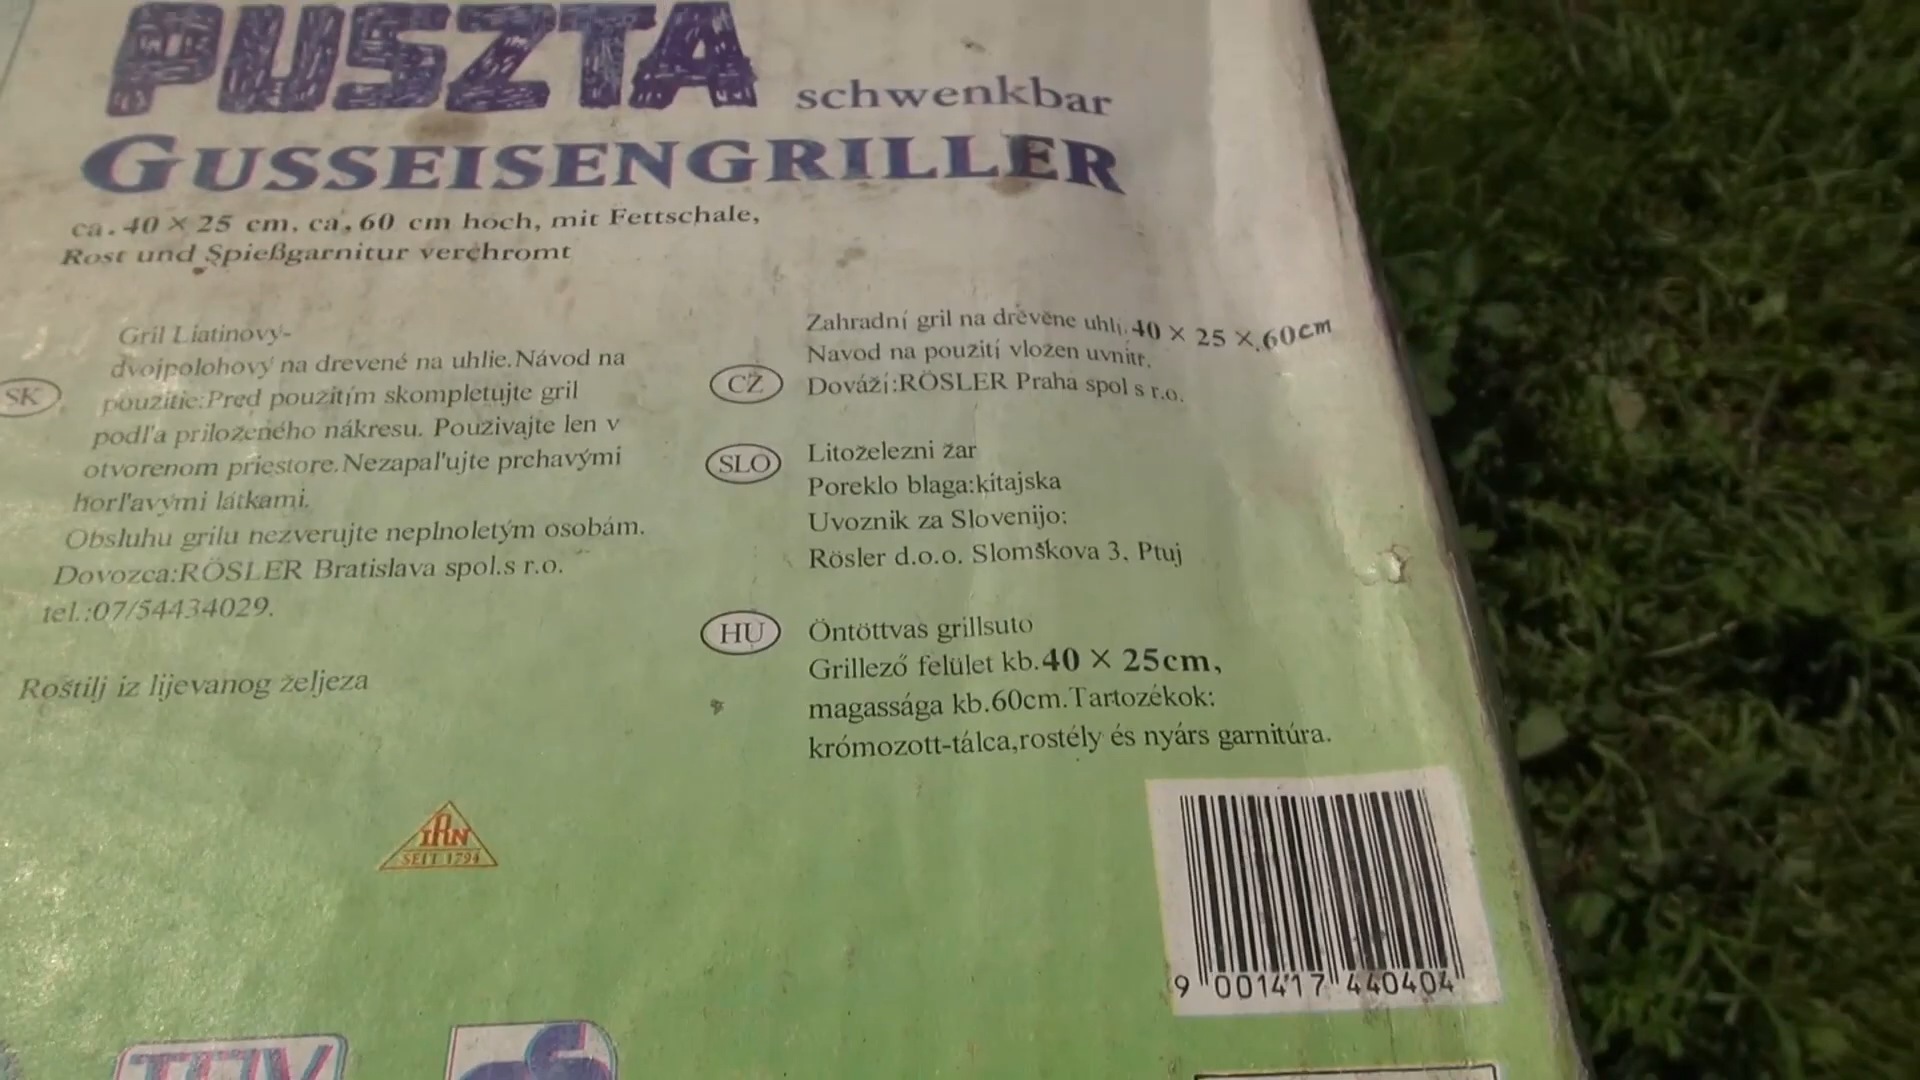 PUSZTA schwenkbar
GUSSEISENGRILLER
ca. 40 × 25 cm, ca. 60 cm hoch, mit Fettschale,
Rost und Spießgarnitur verchromt
SK
Gril Liatinový-
dvojpolohový na drevené na uhlie.Návod na
použitie:Pred použitím skompletujte gril
podľa priloženého nákresu. Použivajte len v
otvorenom priestore.Nezapaľujte prchavými
horľavými látkami.
Obsluhu grilu nezverujte neplnoletým osobám.
Dovozca:RÖSLER Bratislava spol.s r.o.
tel.:07/54434029.
Roštilj iz lijevanog željeza
IRN
SEIT 1794
CZ
Zahradní gril na dřevěne uhlí.40 × 25 × 60cm
Navod na použití vložen uvnitř.
Dováží:RÖSLER Praha spol s r.o.
SLO
Litoželezni žar
Poreklo blaga:kitajska
Uvoznik za Slovenijo:
Rösler d.o.o. Slomškova 3, Ptuj
HU
Öntöttvas grillsuto
Grillező felület kb.40 × 25cm,
magassága kb.60cm.Tartozékok:
krómozott-tálca,rostély és nyárs garnitúra.
9 001417 440404
TÜV